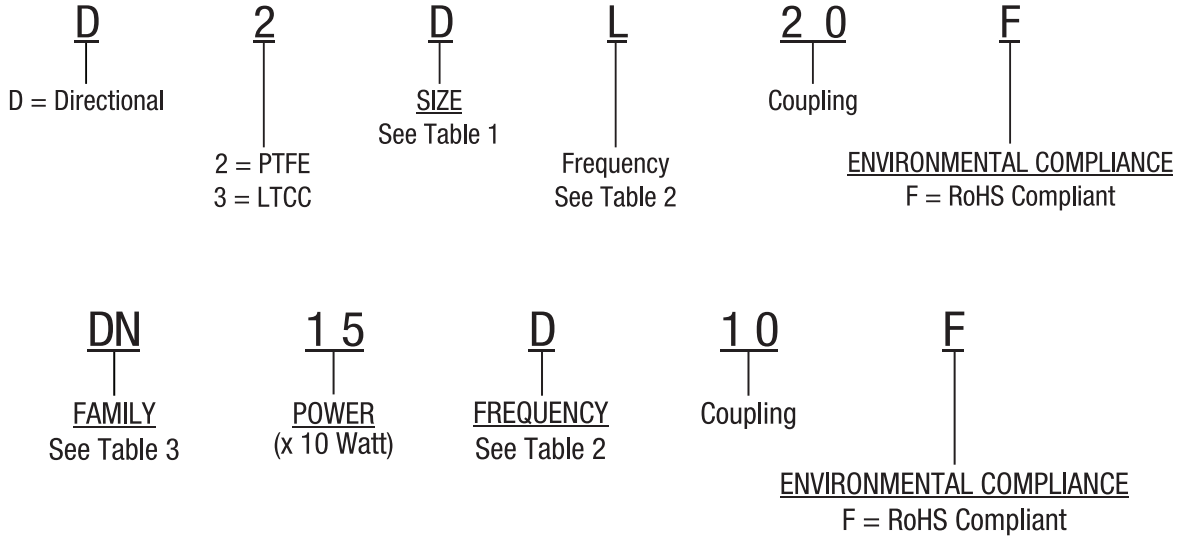 D 2 D L 2 0 F
D = Directional
SIZE
See Table 1
Coupling
2 = PTFE
3 = LTCC
Frequency
See Table 2
ENVIRONMENTAL COMPLIANCE
F = RoHS Compliant
DN 1 5 D 1 0 F
FAMILY
See Table 3
POWER
(x 10 Watt)
FREQUENCY
See Table 2
Coupling
ENVIRONMENTAL COMPLIANCE
F = RoHS Compliant